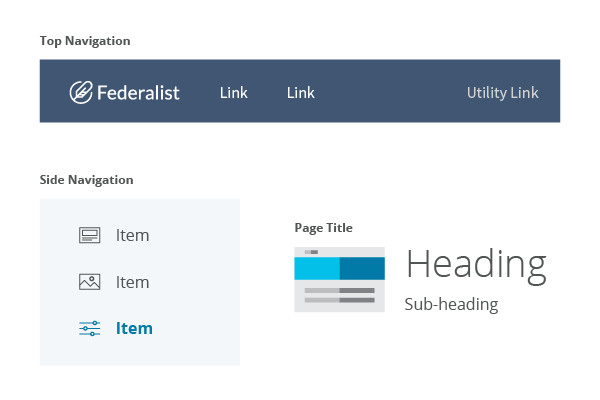 Top Navigation
Federalist Link Link Utility Link
Side Navigation
Item
Item
Item
Page Title
Heading
Sub-heading